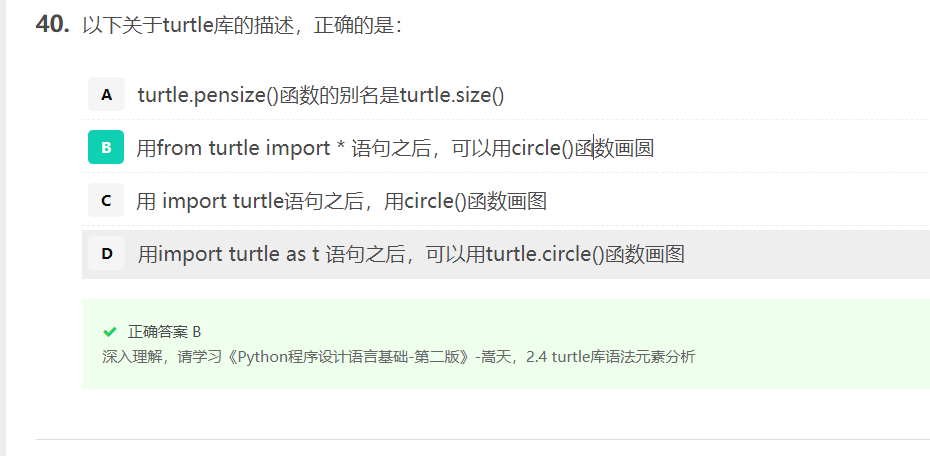 40. 以下关于turtle库的描述，正确的是：
A turtle.pensize()函数的别名是turtle.size()
B 用from turtle import * 语句之后，可以用circle()函数画圆
C 用 import turtle语句之后，用circle()函数画图
D 用import turtle as t 语句之后，可以用turtle.circle()函数画图
正确答案 B
深入理解，请学习《Python程序设计语言基础-第二版》-嵩天，2.4 turtle库语法元素分析